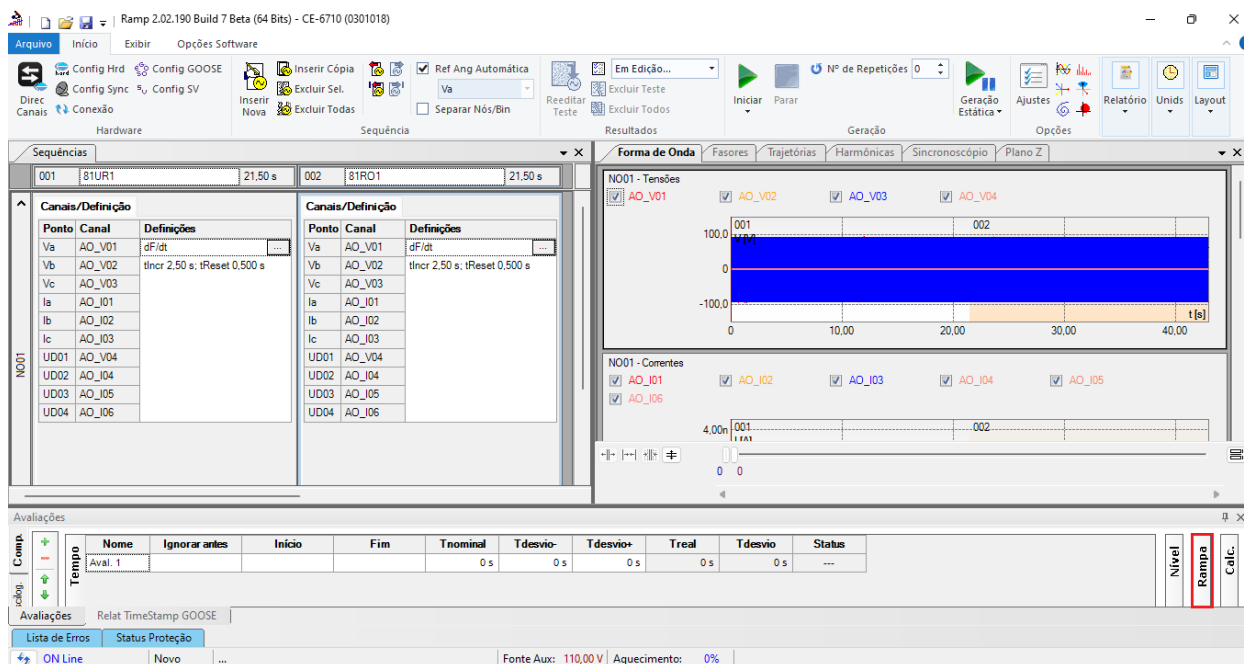 Ramp 2.02.190 Build 7 Beta (64 Bits) - CE-6710 (0301018)
Arquivo Início Exibir Opções Software
Direc Canais
Config Hrd Config GOOSE
Config Sync Config SV
Conexão
Hardware
Inserir Nova
Inserir Cópia
Excluir Sel.
Excluir Todas
Ref Ang Automática
Va
Separar Nós/Bin
Sequência
Reeditar Teste
Em Edição...
Excluir Teste
Excluir Todos
Resultados
Iniciar Parar
Nº de Repetições 0
Geração Estática
Geração
Ajustes
Opções
Relatório Unids Layout
Sequências
001 81UR1 21,50 s 002 81RO1 21,50 s
NO01
Canais/Definição Canais/Definição
Ponto Canal Definições Ponto Canal Definições
Va AO_V01 dF/dt ... Va AO_V01 dF/dt ...
Vb AO_V02 tIncr 2,50 s; tReset 0,500 s Vb AO_V02 tIncr 2,50 s; tReset 0,500 s
Vc AO_V03 Vc AO_V03
Ia AO_I01 Ia AO_I01
Ib AO_I02 Ib AO_I02
Ic AO_I03 Ic AO_I03
UD01 AO_V04 UD01 AO_V04
UD02 AO_I04 UD02 AO_I04
UD03 AO_I05 UD03 AO_I05
UD04 AO_I06 UD04 AO_I06
Forma de Onda Fasores Trajetórias Harmônicas Sincroscópio Plano Z
NO01 - Tensões
AO_V01 AO_V02 AO_V03 AO_V04
001 002
V [V]
100,0
0
-100,0
t [s]
0 10,00 20,00 30,00 40,00
NO01 - Correntes
AO_I01 AO_I02 AO_I03 AO_I04 AO_I05
AO_I06
4,00n 001 002
I [A]
0 0
Avaliações
Comp.
Tempo
Nome Ignorar antes Início Fim Tnominal Tdesvio- Tdesvio+ Treal Tdesvio Status
Aval. 1 0 s 0 s 0 s 0 s 0 s ---
Nível
Rampa
Calc.
Avaliações Relat TimeStamp GOOSE
Lista de Erros Status Proteção
ON Line Novo ... Fonte Aux: 110,00 V Aquecimento: 0%